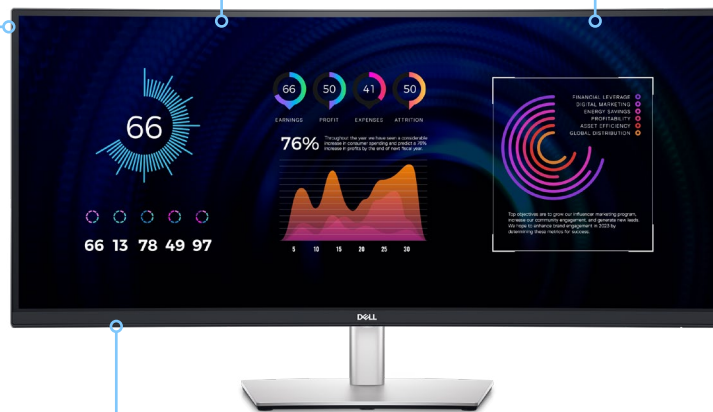 66
66 50 41 50
EARNINGS PROFIT EXPENSES ATTRITION
76%
Throughout the year we have seen a considerable
increase in consumer spending and predict a 76%
increase in profits by the end of next fiscal year.
5 10 15 20 25 30
66 13 78 49 97
FINANCIAL LEVERAGE
DIGITAL MARKETING
ENERGY SAVINGS
PROFITABILITY
ASSET EFFICIENCY
GLOBAL DISTRIBUTION
Top objectives are to grow our influencer marketing program,
increase our community engagement, and generate new leads.
We hope to enhance trend engagement in 2023 by
determining these metrics for success.
DELL